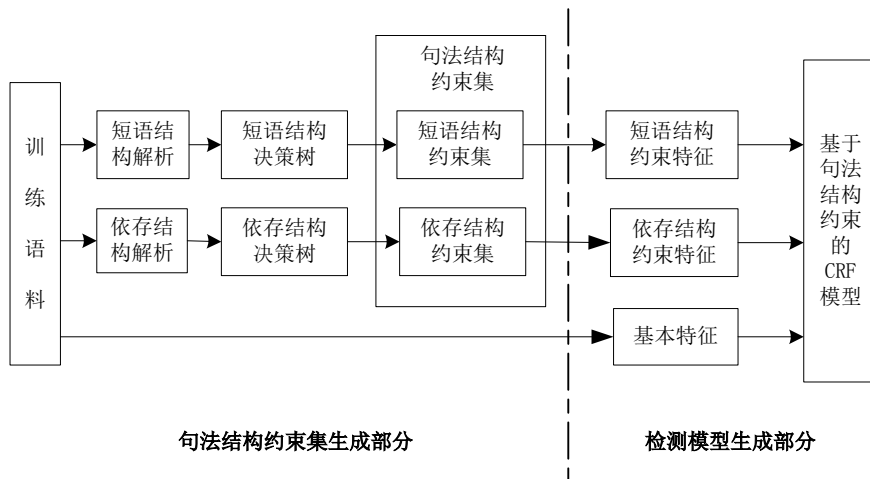 训
练
语
料
短语结
构解析
短语结构
决策树
句法结构
约束集
短语结构
约束集
短语结构
约束特征
依存结
构解析
依存结构
决策树
依存结构
约束集
依存结构
约束特征
基本特征
基于
句法
结构
约束
的
CRF
模型
句法结构约束集生成部分
检测模型生成部分